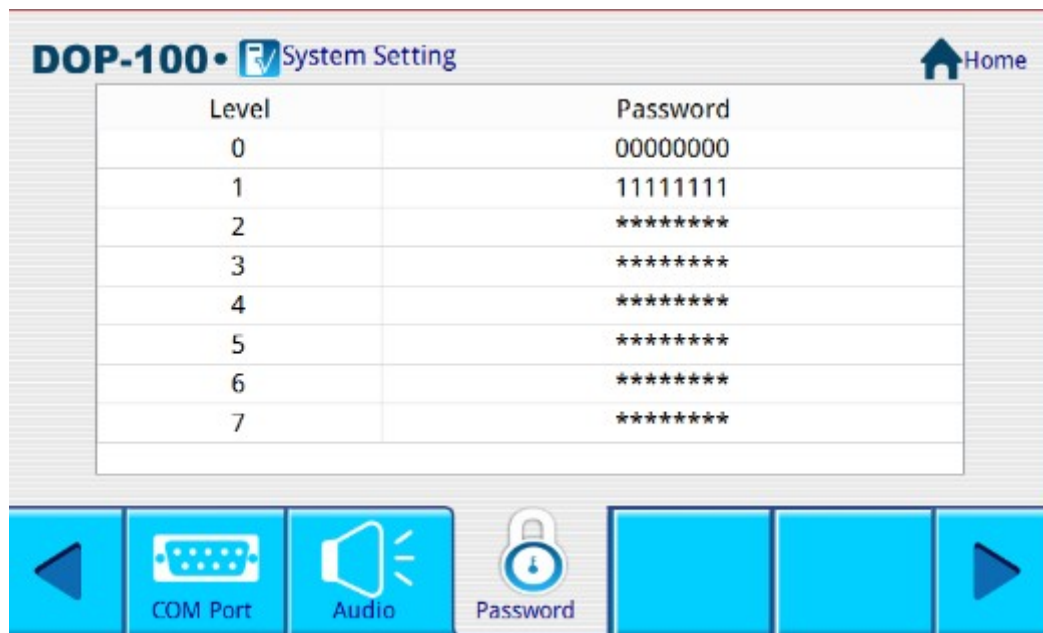 DOP-100• System Setting Home
Level Password
0 00000000
1 11111111
2 ********
3 ********
4 ********
5 ********
6 ********
7 ********
COM Port Audio Password